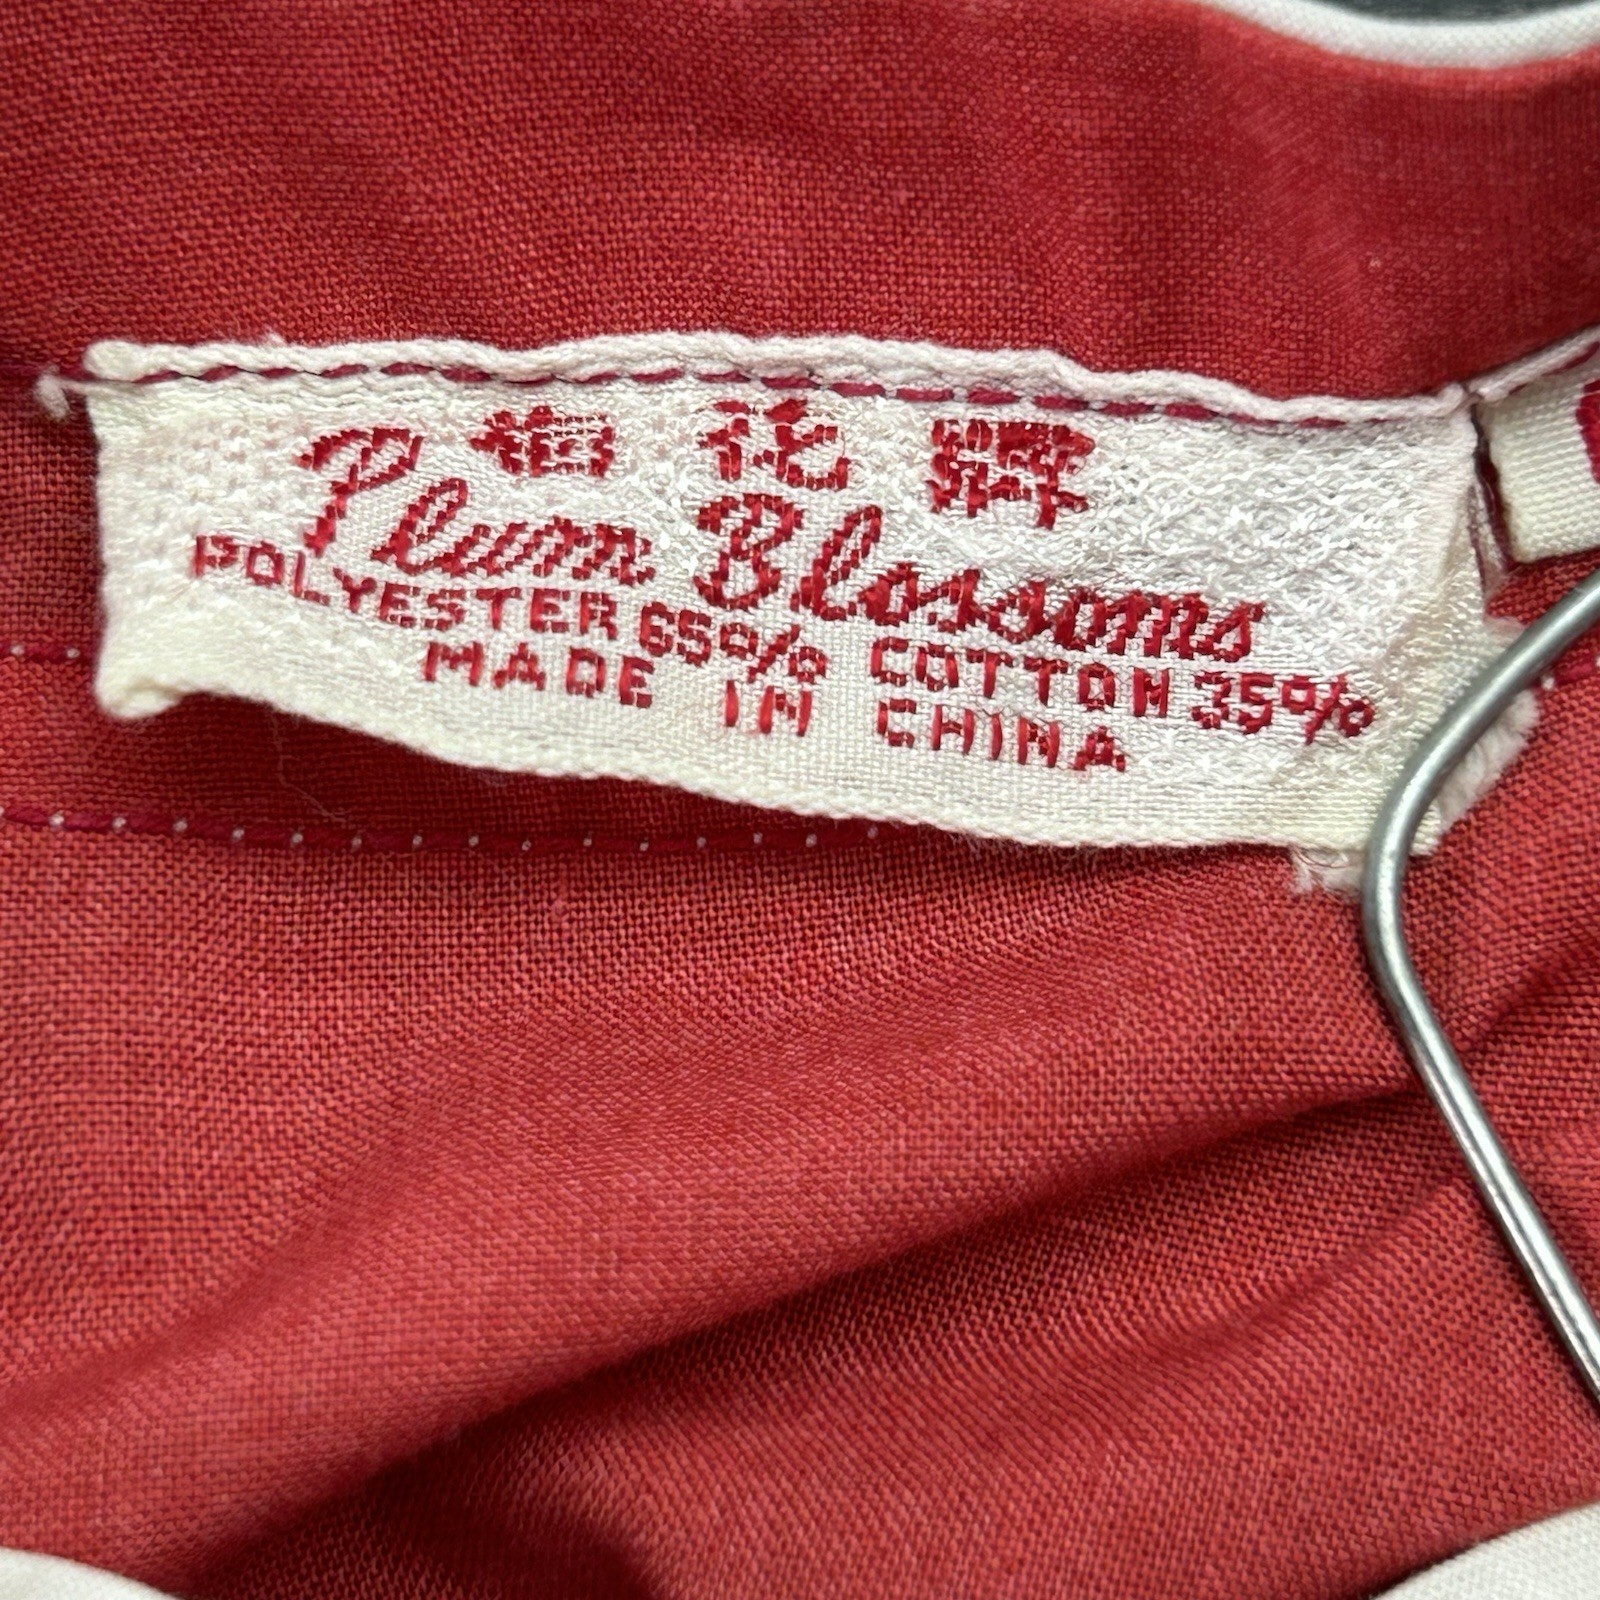 梅花牌
Plum Blossoms
POLYESTER 65% COTTON 35%
MADE IN CHINA